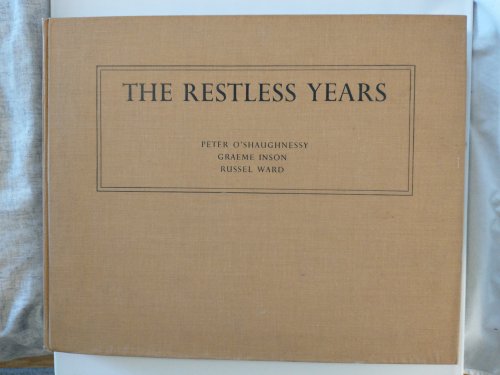 THE RESTLESS YEARS
PETER O'SHAUGHNESSY
GRAEME INSON
RUSSEL WARD